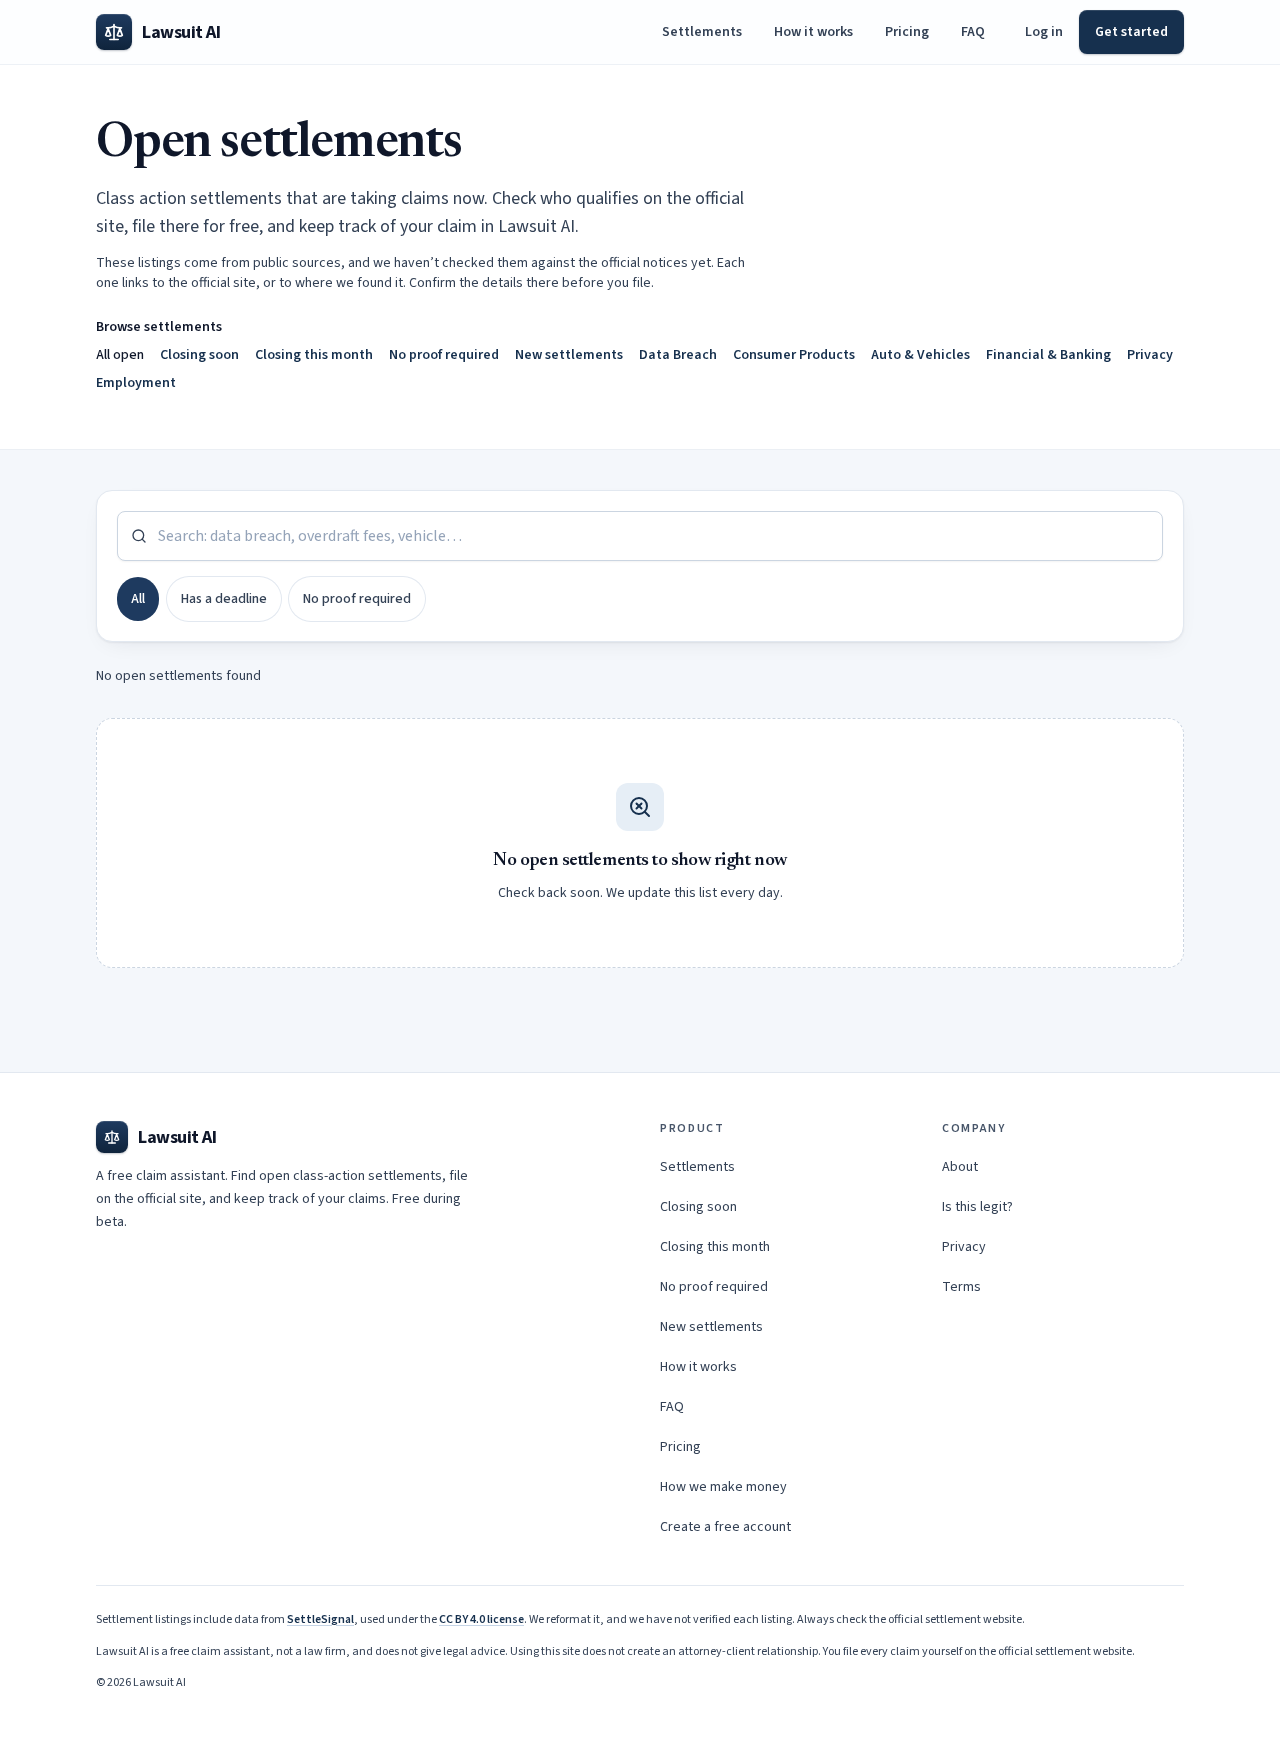 Lawsuit AI
Settlements How it works Pricing FAQ Log in Get started
Open settlements
Class action settlements that are taking claims now. Check who qualifies on the official
site, file there for free, and keep track of your claim in Lawsuit AI.
These listings come from public sources, and we haven’t checked them against the official notices yet. Each
one links to the official site, or to where we found it. Confirm the details there before you file.
Browse settlements
All open Closing soon Closing this month No proof required New settlements Data Breach Consumer Products Auto & Vehicles Financial & Banking Privacy
Employment
Search: data breach, overdraft fees, vehicle…
All Has a deadline No proof required
No open settlements found
No open settlements to show right now
Check back soon. We update this list every day.
Lawsuit AI
A free claim assistant. Find open class-action settlements, file
on the official site, and keep track of your claims. Free during
beta.
PRODUCT
Settlements
Closing soon
Closing this month
No proof required
New settlements
How it works
FAQ
Pricing
How we make money
Create a free account
COMPANY
About
Is this legit?
Privacy
Terms
Settlement listings include data from SettleSignal, used under the CC BY 4.0 license. We reformat it, and we have not verified each listing. Always check the official settlement website.
Lawsuit AI is a free claim assistant, not a law firm, and does not give legal advice. Using this site does not create an attorney-client relationship. You file every claim yourself on the official settlement website.
© 2026 Lawsuit AI